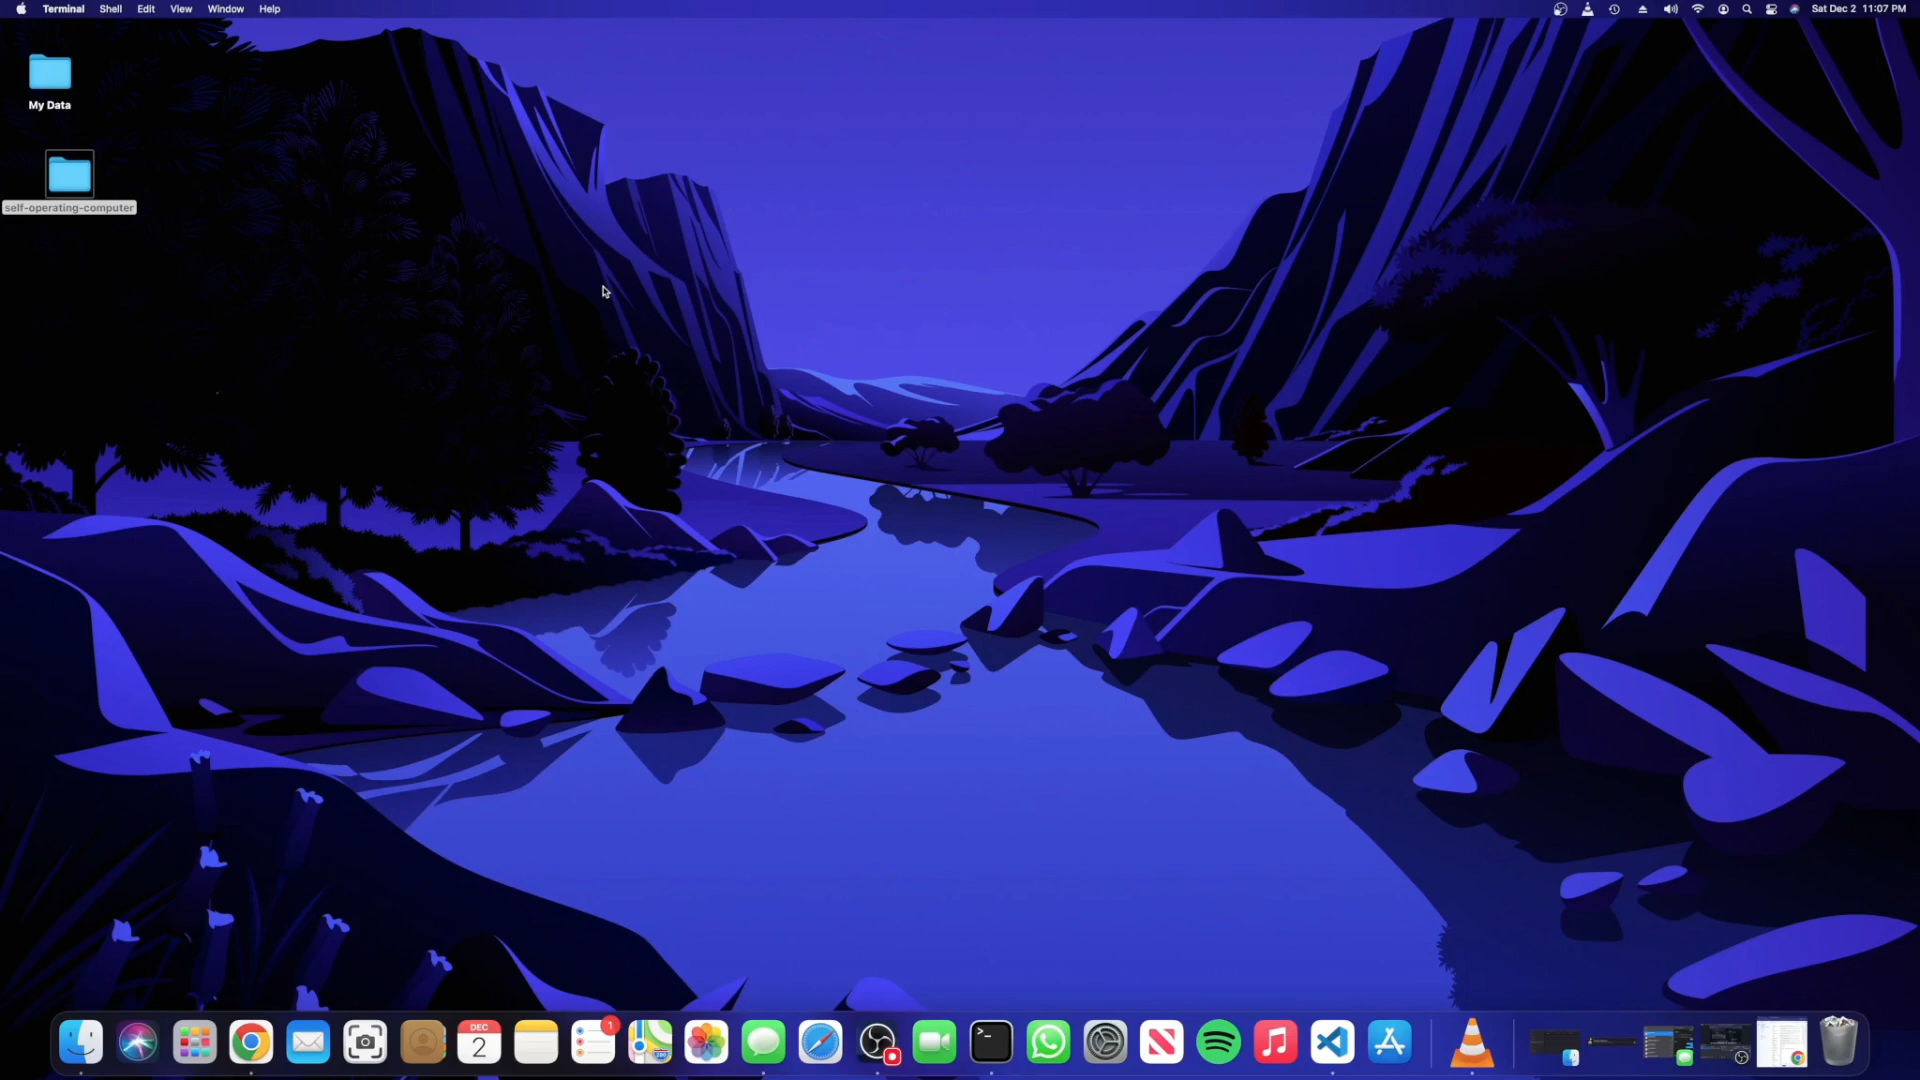 Terminal Shell Edit View Window Help Sat Dec 2 11:07 PM
My Data
self-operating-computer
1
DEC
2